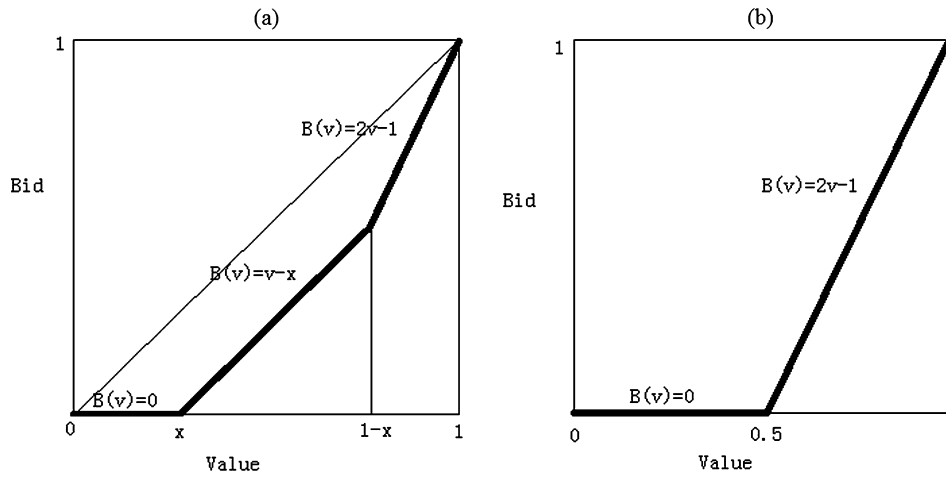 (a)
1
B(v)=2v-1
Bid
B(v)=v-x
B(v)=0
0
x
1-x
1
Value
(b)
1
B(v)=2v-1
Bid
B(v)=0
0
0.5
Value